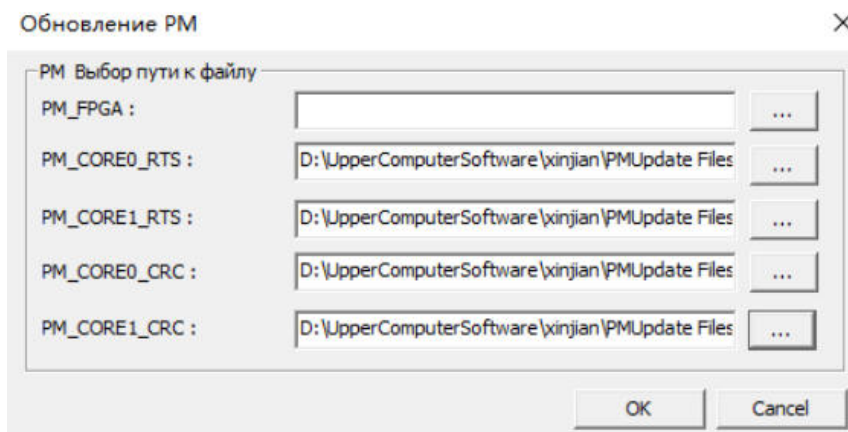 Обновление PM
PM Выбор пути к файлу
PM_FPGA : ...
PM_CORE0_RTS : D:\UpperComputerSoftware\xinjian\PMUpdate Files ...
PM_CORE1_RTS : D:\UpperComputerSoftware\xinjian\PMUpdate Files ...
PM_CORE0_CRC : D:\UpperComputerSoftware\xinjian\PMUpdate Files ...
PM_CORE1_CRC : D:\UpperComputerSoftware\xinjian\PMUpdate Files ...
OK Cancel